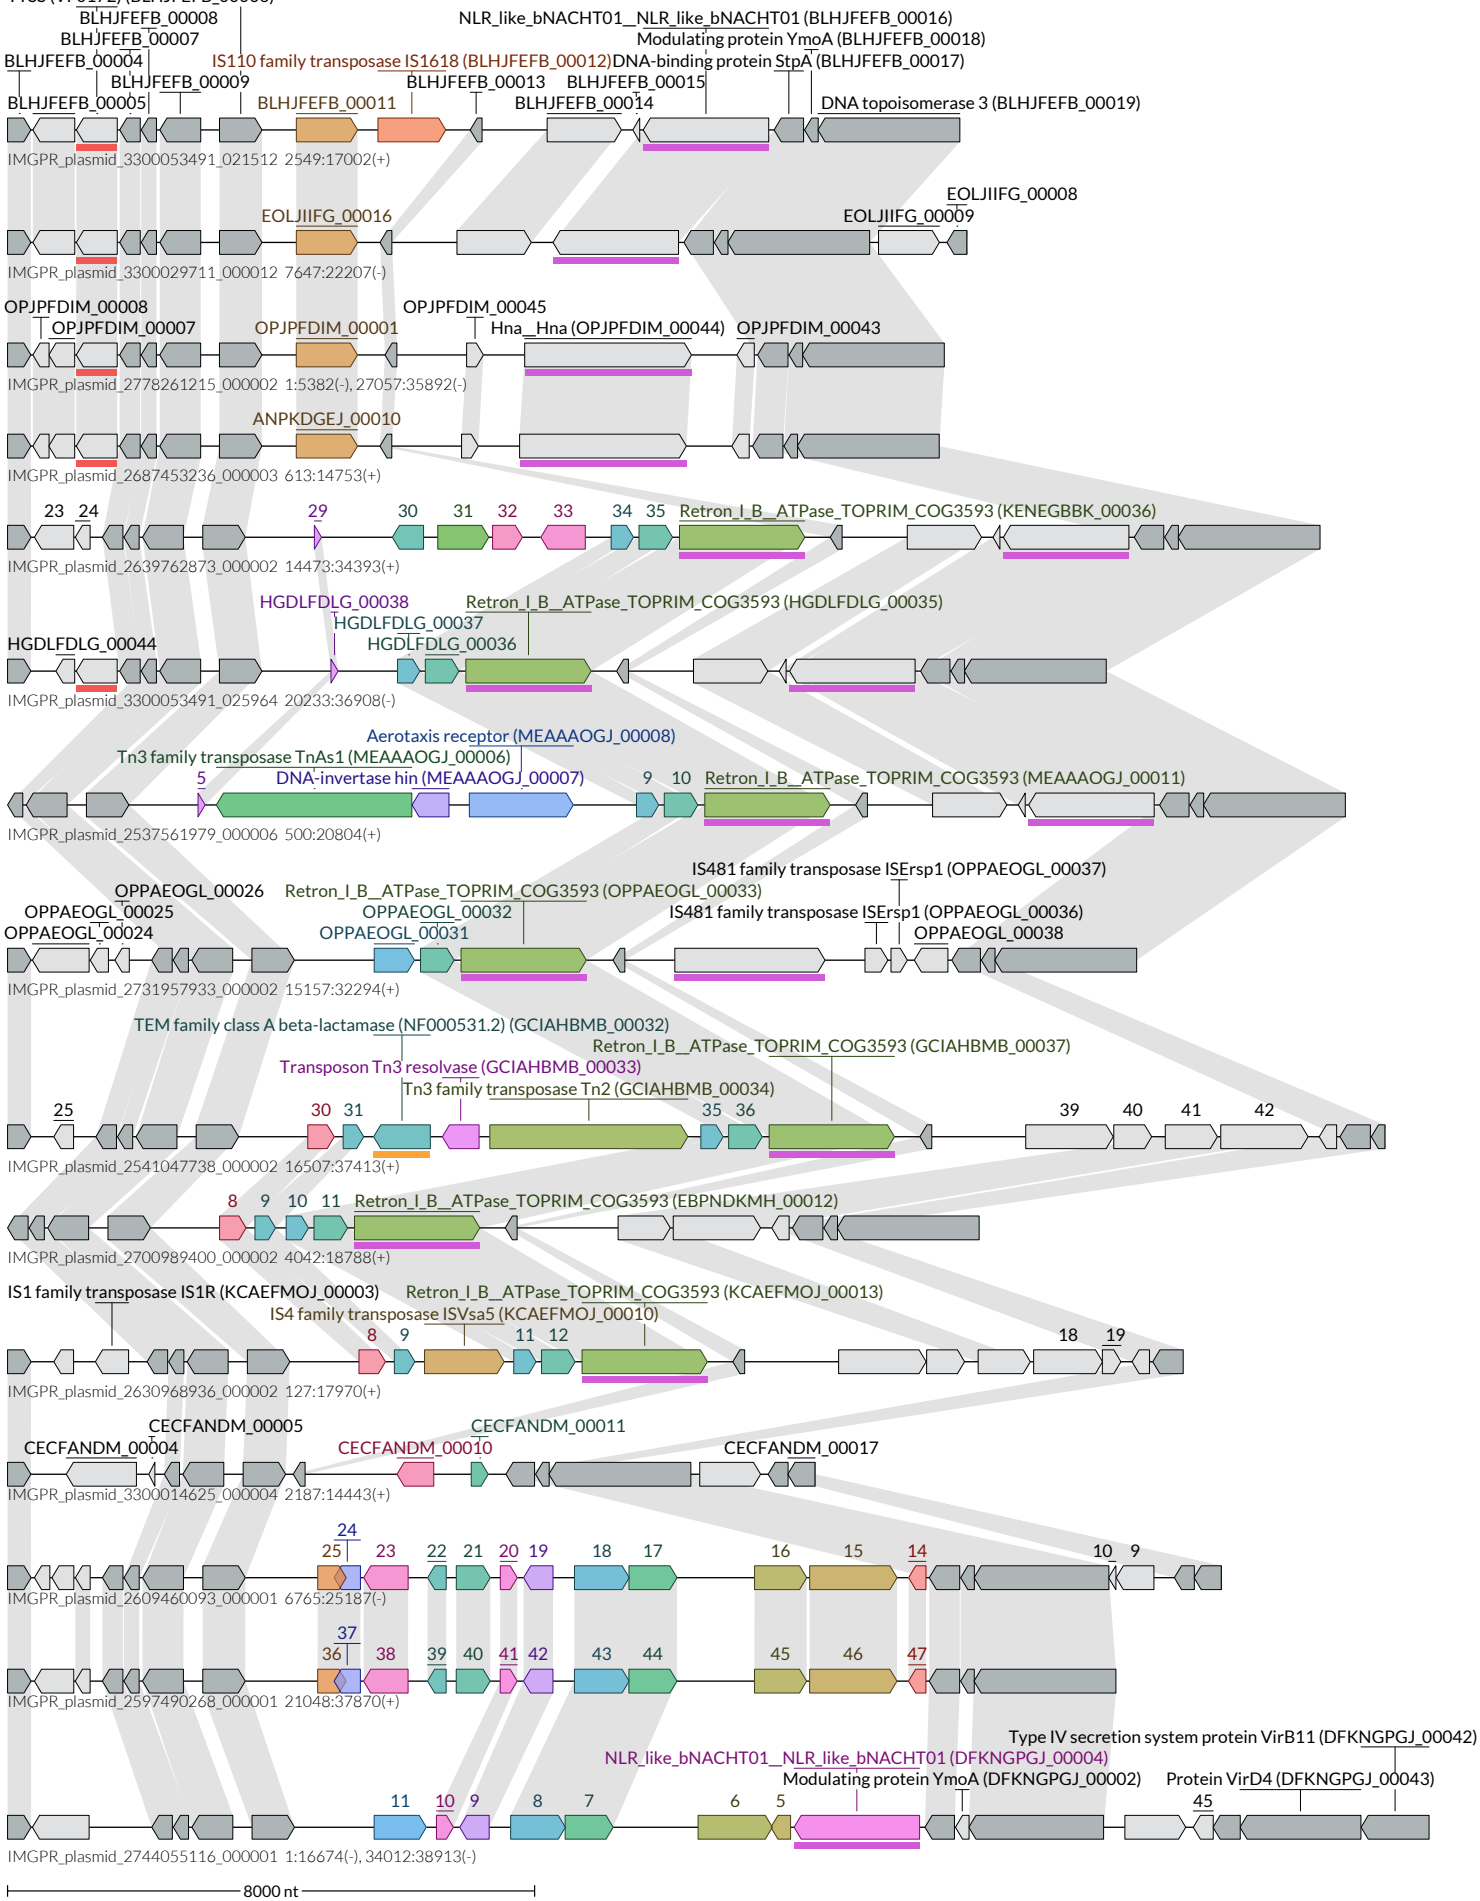 BLHJFEFB_00008
NLR_like_bNACHT01__NLR_like_bNACHT01 (BLHJFEFB_00016)
BLHJFEFB_00007
Modulating protein YmoA (BLHJFEFB_00018)
BLHJFEFB_00004
IS110 family transposase IS1618 (BLHJFEFB_00012)
DNA-binding protein StpA (BLHJFEFB_00017)
BLHJFEFB_00009
BLHJFEFB_00013
BLHJFEFB_00015
BLHJFEFB_00005
BLHJFEFB_00011
BLHJFEFB_00014
DNA topoisomerase 3 (BLHJFEFB_00019)
IMGPR_plasmid_3300053491_021512 2549:17002(+)
EOLJIIFG_00008
EOLJIIFG_00016
EOLJIIFG_00009
IMGPR_plasmid_3300029711_000012 7647:22207(-)
OPJPFDIM_00008
OPJPFDIM_00045
OPJPFDIM_00007
OPJPFDIM_00001
Hna__Hna (OPJPFDIM_00044)
OPJPFDIM_00043
IMGPR_plasmid_2778261215_000002 1:5382(-), 27057:35892(-)
ANPKDGEJ_00010
IMGPR_plasmid_2687453236_000003 613:14753(+)
23 24 29 30 31 32 33 34 35 Retron_I_B__ATPase_TOPRIM_COG3593 (KENEGBBK_00036)
IMGPR_plasmid_2639762873_000002 14473:34393(+)
HGDLFDLG_00038
Retron_I_B__ATPase_TOPRIM_COG3593 (HGDLFDLG_00035)
HGDLFDLG_00037
HGDLFDLG_00044
HGDLFDLG_00036
IMGPR_plasmid_3300053491_025964 20233:36908(-)
Aerotaxis receptor (MEAAAOGJ_00008)
Tn3 family transposase TnAs1 (MEAAAOGJ_00006)
5 DNA-invertase hin (MEAAAOGJ_00007) 9 10 Retron_I_B__ATPase_TOPRIM_COG3593 (MEAAAOGJ_00011)
IMGPR_plasmid_2537561979_000006 500:20804(+)
IS481 family transposase ISErsp1 (OPPAEOGL_00037)
OPPAEOGL_00026
Retron_I_B__ATPase_TOPRIM_COG3593 (OPPAEOGL_00033)
OPPAEOGL_00025
OPPAEOGL_00032
IS481 family transposase ISErsp1 (OPPAEOGL_00036)
OPPAEOGL_00024
OPPAEOGL_00031
OPPAEOGL_00038
IMGPR_plasmid_2731957933_000002 15157:32294(+)
TEM family class A beta-lactamase (NF000531.2) (GCIAHBMB_00032)
Retron_I_B__ATPase_TOPRIM_COG3593 (GCIAHBMB_00037)
Transposon Tn3 resolvase (GCIAHBMB_00033)
Tn3 family transposase Tn2 (GCIAHBMB_00034)
25 30 31 35 36 39 40 41 42
IMGPR_plasmid_2541047738_000002 16507:37413(+)
8 9 10 11 Retron_I_B__ATPase_TOPRIM_COG3593 (EBPNDKMH_00012)
IMGPR_plasmid_2700989400_000002 4042:18788(+)
IS1 family transposase IS1R (KCAEFMOJ_00003)
Retron_I_B__ATPase_TOPRIM_COG3593 (KCAEFMOJ_00013)
IS4 family transposase ISVsa5 (KCAEFMOJ_00010)
8 9 11 12 18 19
IMGPR_plasmid_2630968936_000002 127:17970(+)
CECFANDM_00005
CECFANDM_00011
CECFANDM_00004
CECFANDM_00010
CECFANDM_00017
IMGPR_plasmid_3300014625_000004 2187:14443(+)
24
25 23 22 21 20 19 18 17 16 15 14 10 9
IMGPR_plasmid_2609460093_000001 6765:25187(-)
37
36 38 39 40 41 42 43 44 45 46 47
IMGPR_plasmid_2597490268_000001 21048:37870(+)
Type IV secretion system protein VirB11 (DFKNGPGJ_00042)
NLR_like_bNACHT01__NLR_like_bNACHT01 (DFKNGPGJ_00004)
Modulating protein YmoA (DFKNGPGJ_00002)
Protein VirD4 (DFKNGPGJ_00043)
11 10 9 8 7 6 5 45
IMGPR_plasmid_2744055116_000001 1:16674(-), 34012:38913(-)
8000 nt